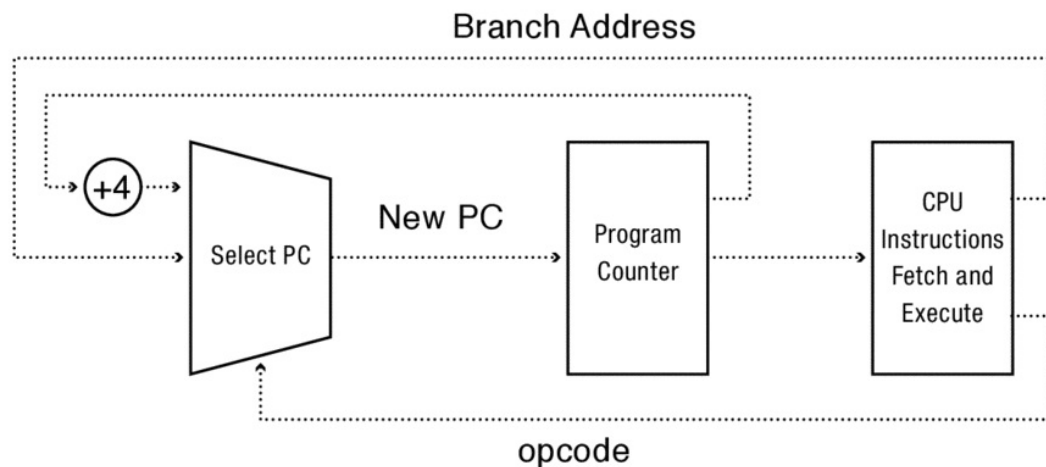 Branch Address
+4
Select PC
New PC
Program
Counter
CPU
Instructions
Fetch and
Execute
opcode